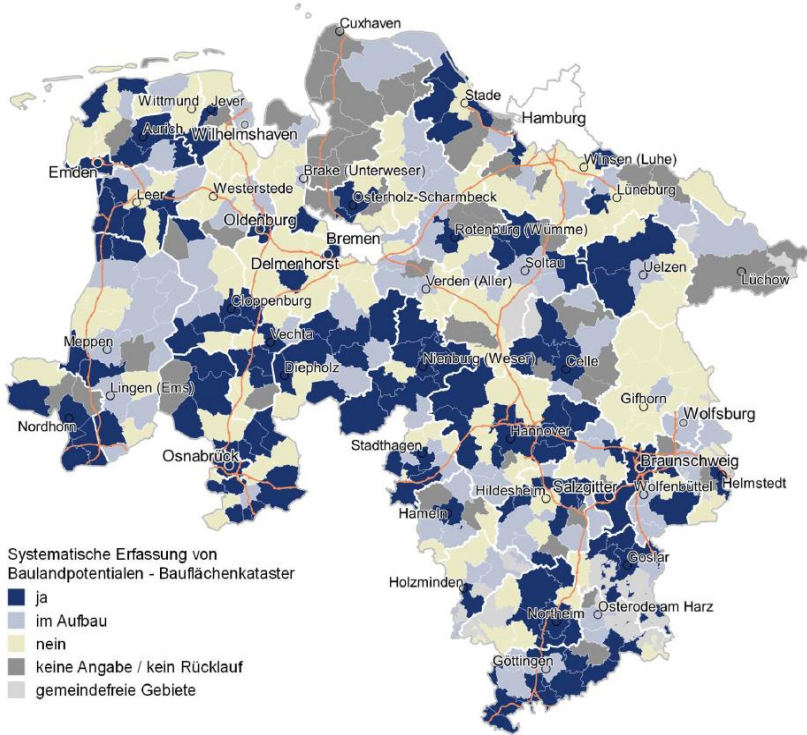 Cuxhaven
Wittmund
Jever
Stade
Hamburg
Aurich
Wilhelmshaven
Emden
Brake (Unterweser)
Winsen (Luhe)
Leer
Westerstede
Osterholz-Scharmbeck
Lüneburg
Oldenburg
Rotenburg (Wümme)
Bremen
Delmenhorst
Soltau
Uelzen
Lüchow
Verden (Aller)
Cloppenburg
Vechta
Meppen
Nienburg (Weser)
Celle
Diepholz
Lingen (Ems)
Gifhorn
Wolfsburg
Nordhorn
Stadthagen
Hannover
Osnabrück
Braunschweig
Helmstedt
Hildesheim
Salzgitter
Wolfenbüttel
Hameln
Goslar
Holzminden
Northeim
Osterode am Harz
Göttingen
Systematische Erfassung von
Baulandpotentialen - Bauflächenkataster
ja
im Aufbau
nein
keine Angabe / kein Rücklauf
gemeindefreie Gebiete